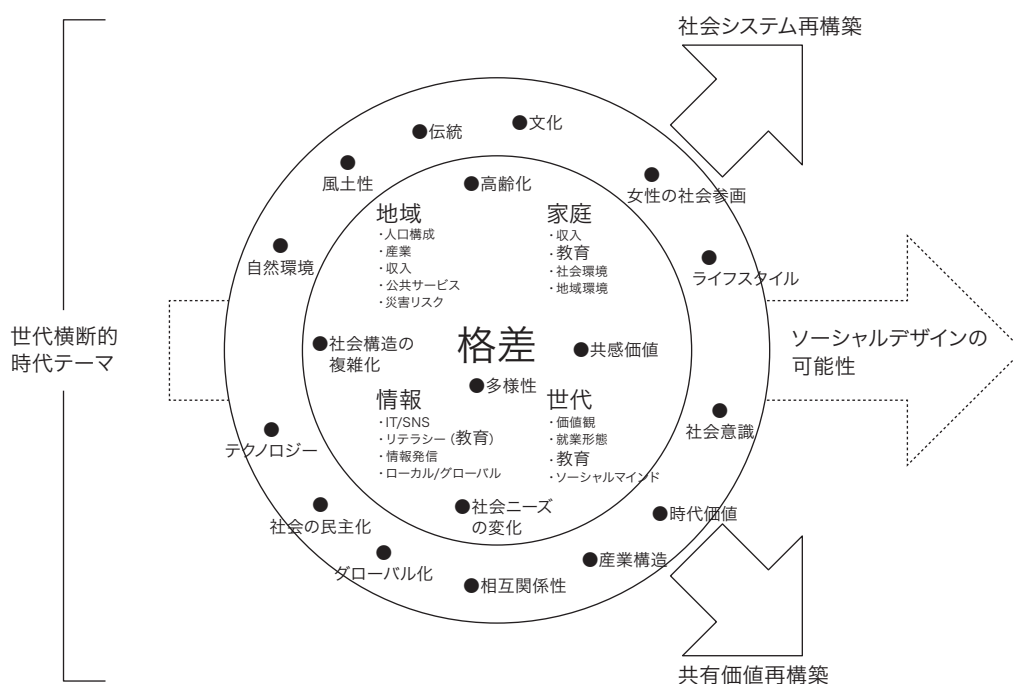 社会システム再構築
●文化
●伝統
●
風土性
●高齢化
●
女性の社会参画
地域
・人口構成
・産業
・収入
・公共サービス
・災害リスク
家庭
・収入
・教育
・社会環境
・地域環境
●
自然環境
●
ライフスタイル
世代横断的
時代テーマ
●社会構造の
複雑化
格差
●共感価値
●多様性
ソーシャルデザインの
可能性
情報
・IT/SNS
・リテラシー（教育）
・情報発信
・ローカル/グローバル
世代
・価値観
・就業形態
・教育
・ソーシャルマインド
●
社会意識
●
テクノロジー
●
社会の民主化
●社会ニーズ
の変化
●時代価値
●
グローバル化
●産業構造
●相互関係性
共有価値再構築